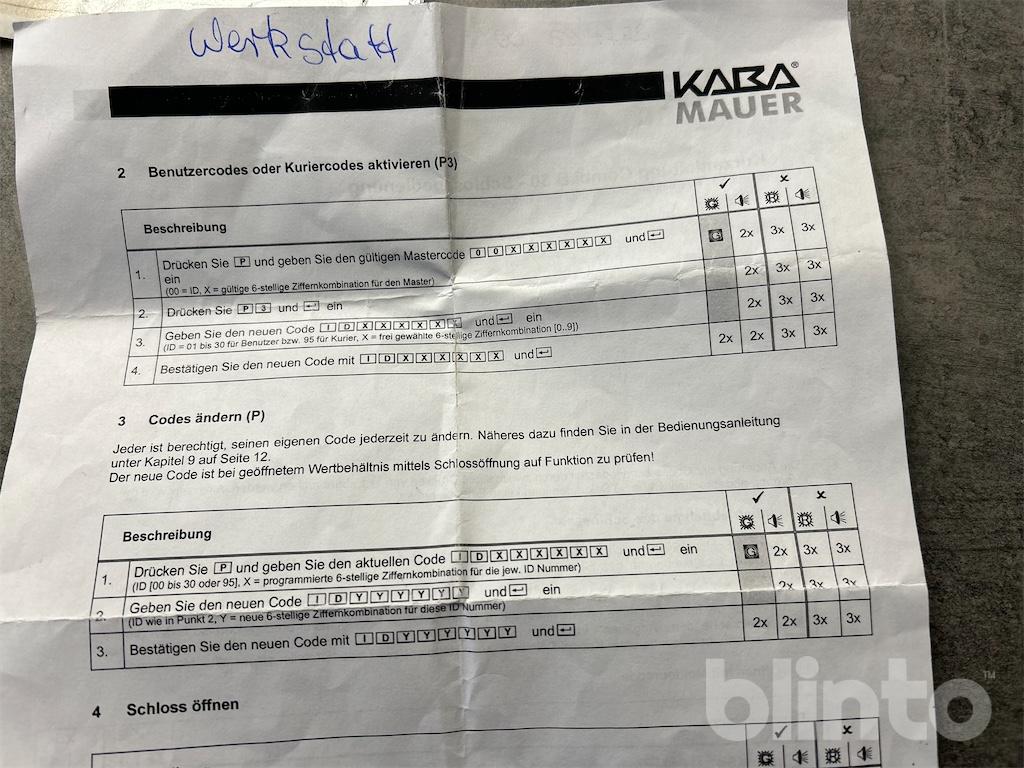 Werkstatt
KABA®
MAUER
2 Benutzercodes oder Kuriercodes aktivieren (P3)
Beschreibung
✓ ×
G R
1. Drücken Sie P und geben Sie den gültigen Mastercode 0 0 X X X X X X und ↵ G 2x 3x 3x
ein
(00 = ID, X = gültige 6-stellige Ziffernkombination für den Master)
2. Drücken Sie P 3 und ↵ ein 2x 3x 3x
3. Geben Sie den neuen Code I D X X X X X X und ↵ ein 2x 3x 3x
(ID = 01 bis 30 für Benutzer bzw. 95 für Kurier, X = frei gewählte 6-stellige Ziffernkombination [0..9])
4. Bestätigen Sie den neuen Code mit I D X X X X X X und ↵ 2x 2x 3x 3x
3 Codes ändern (P)
Jeder ist berechtigt, seinen eigenen Code jederzeit zu ändern. Näheres dazu finden Sie in der Bedienungsanleitung
unter Kapitel 9 auf Seite 12.
Der neue Code ist bei geöffnetem Wertbehältnis mittels Schlossöffnung auf Funktion zu prüfen!
Beschreibung
✓ ×
G R
1. Drücken Sie P und geben Sie den aktuellen Code I D X X X X X X und ↵ ein G 2x 3x 3x
(ID [00 bis 30 oder 95], X = programmierte 6-stellige Ziffernkombination für die jew. ID Nummer)
2. Geben Sie den neuen Code I D Y Y Y Y Y Y und ↵ ein 2x 3x 3x
(ID wie in Punkt 2, Y = neue 6-stellige Ziffernkombination für diese ID Nummer)
3. Bestätigen Sie den neuen Code mit I D Y Y Y Y Y Y und ↵ 2x 2x 3x 3x
4 Schloss öffnen
✓ ×
G R
blinto™